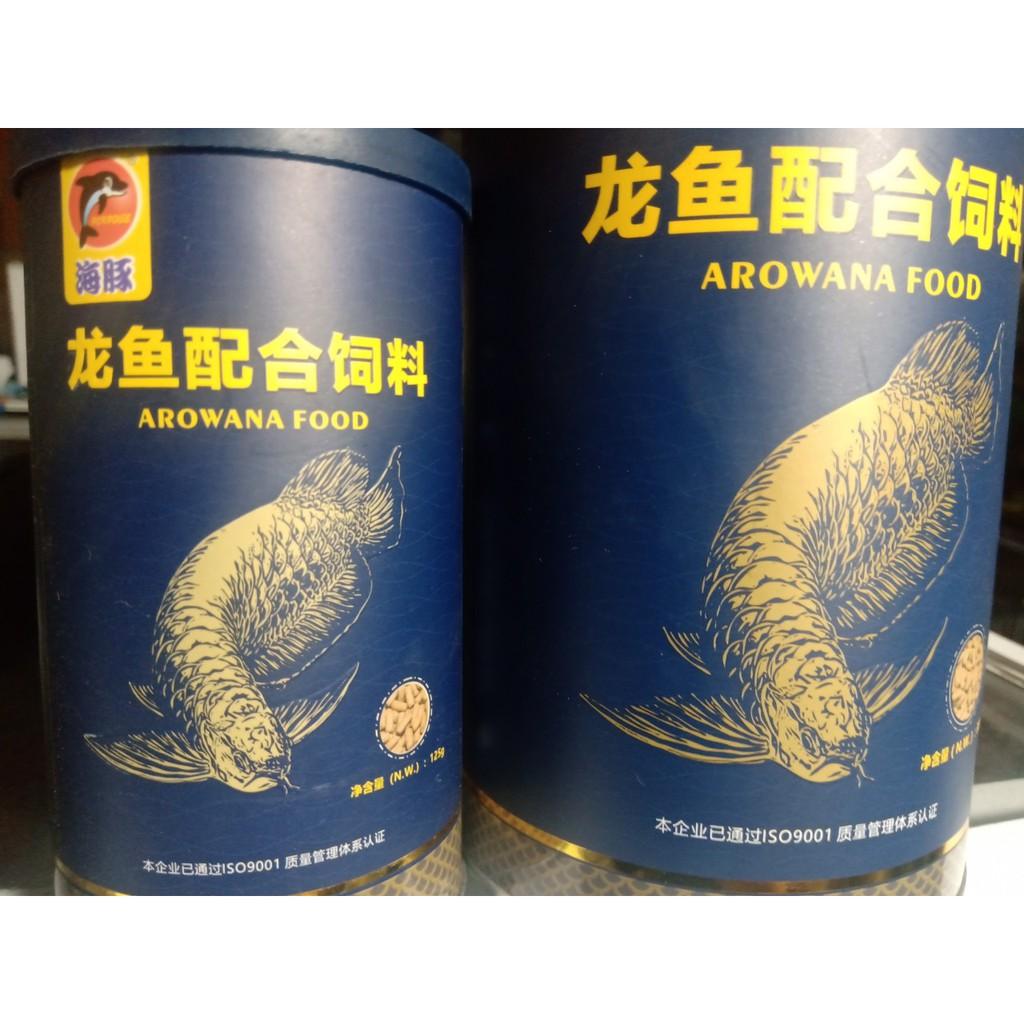 海豚
龙鱼配合饲料
AROWANA FOOD
净含量 (N.W.) : 125g
本企业已通过ISO9001 质量管理体系认证
龙鱼配合饲料
AROWANA FOOD
净含量 (N.W.)
本企业已通过ISO9001 质量管理体系认证